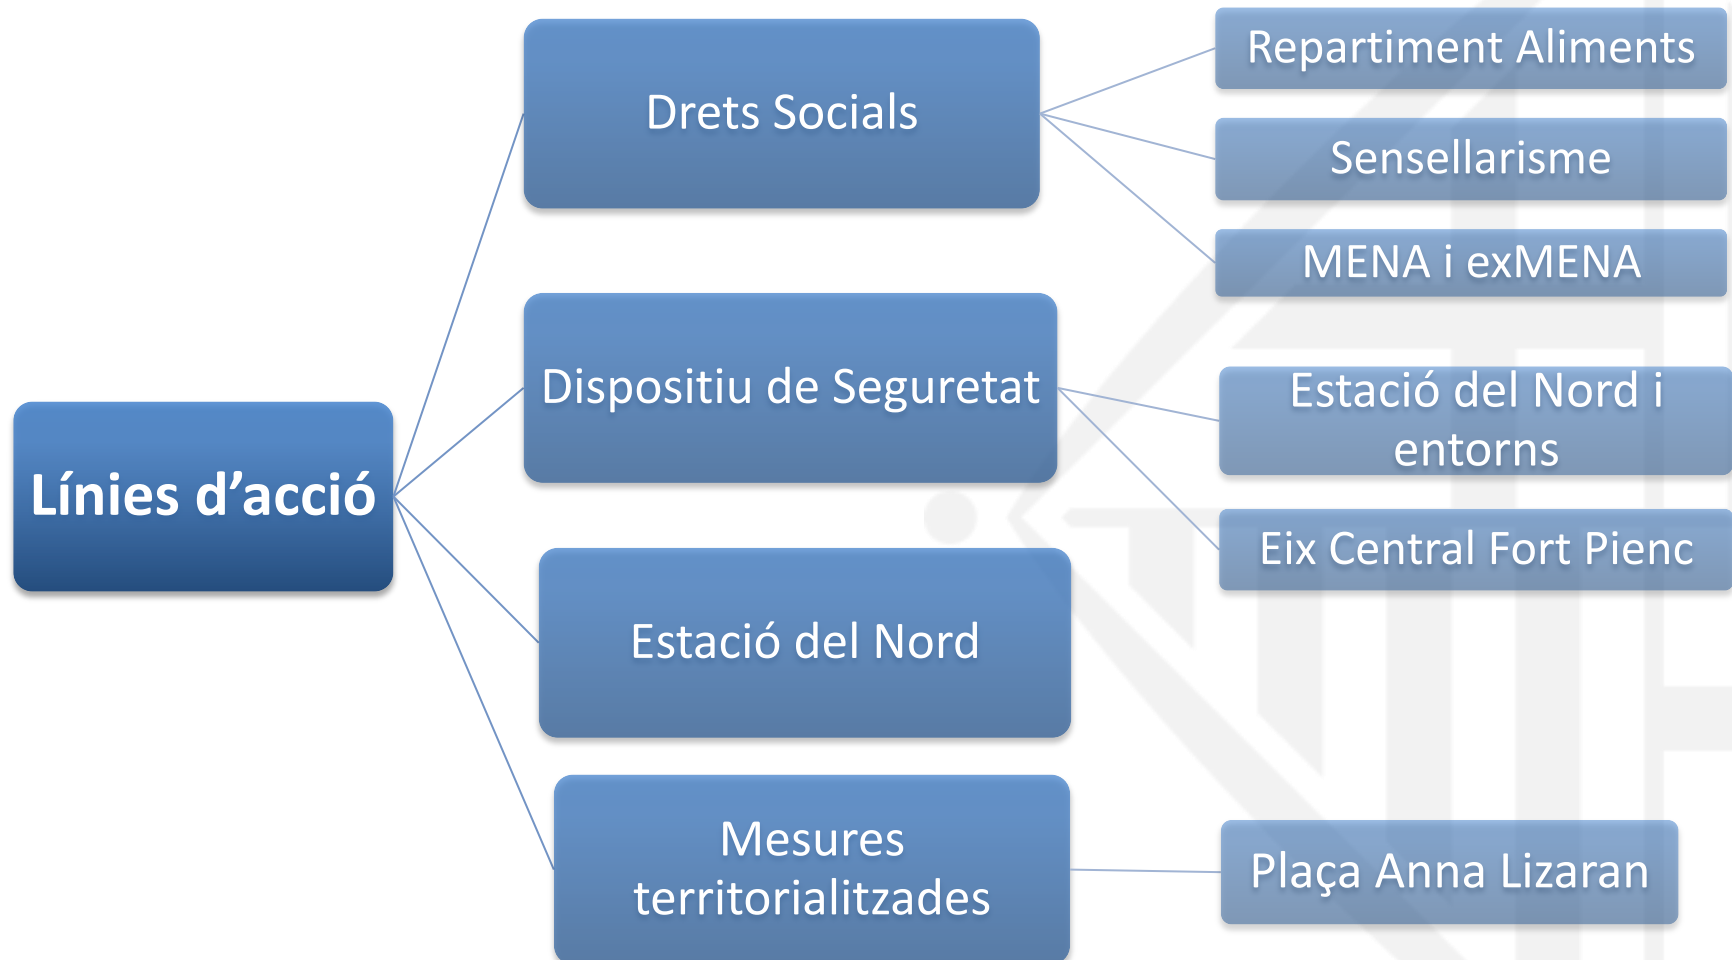 Línies d’acció
Drets Socials
Repartiment Aliments
Sensellarisme
MENA i exMENA
Dispositiu de Seguretat
Estació del Nord i
entorns
Eix Central Fort Pienc
Estació del Nord
Mesures
territorialitzades
Plaça Anna Lizaran